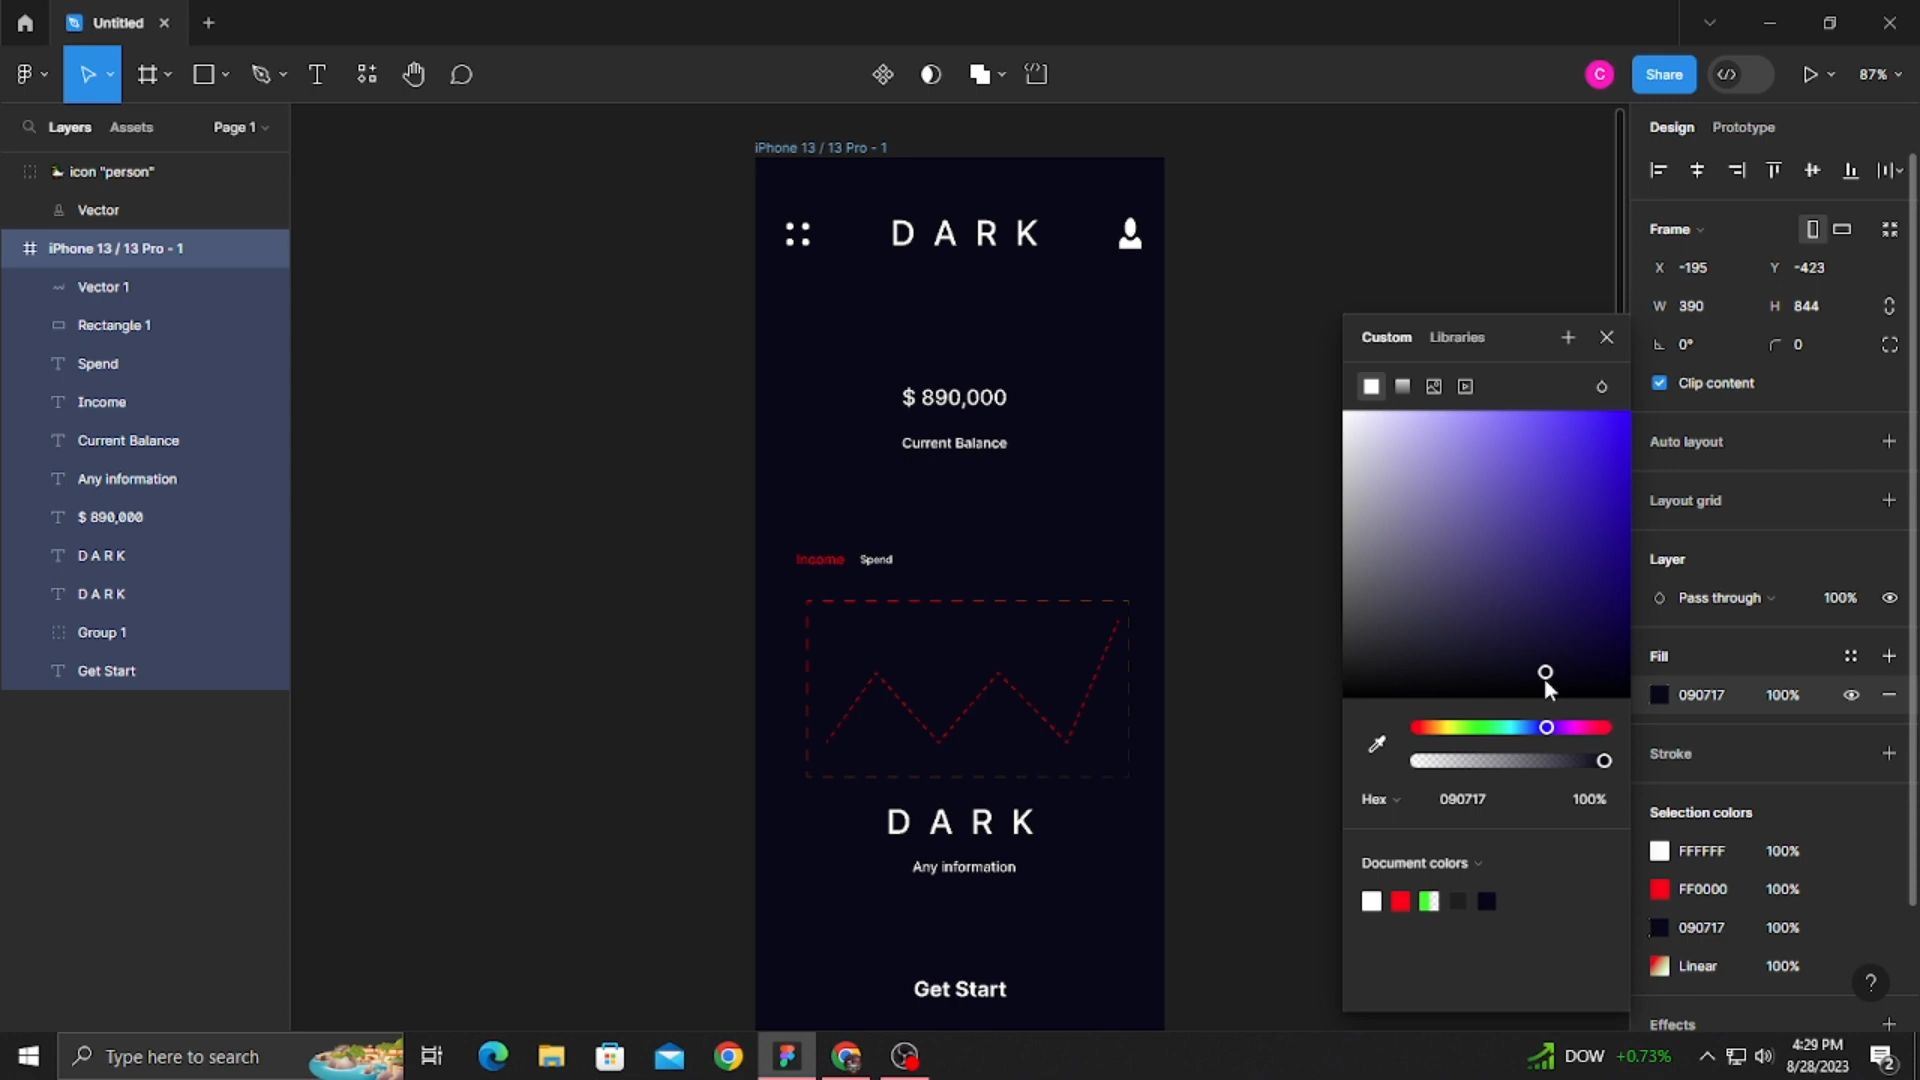 Untitled
Share
87%
Layers Assets Page 1
icon "person"
Vector
iPhone 13 / 13 Pro - 1
Vector 1
Rectangle 1
Spend
Income
Current Balance
Any information
$ 890,000
D A R K
D A R K
Group 1
Get Start
iPhone 13 / 13 Pro - 1
D A R K
$ 890,000
Current Balance
Income Spend
D A R K
Any information
Get Start
Custom Libraries
Hex 090717 100%
Document colors
C
Design Prototype
Frame
X -195 Y -423
W 390 H 844
0° 0
Clip content
Auto layout
Layout grid
Layer
Pass through 100%
Fill
090717 100%
Stroke
Selection colors
FFFFFF 100%
FF0000 100%
090717 100%
Linear 100%
?
Effects
Type here to search
DOW +0.73%
4:29 PM
8/28/2023
2